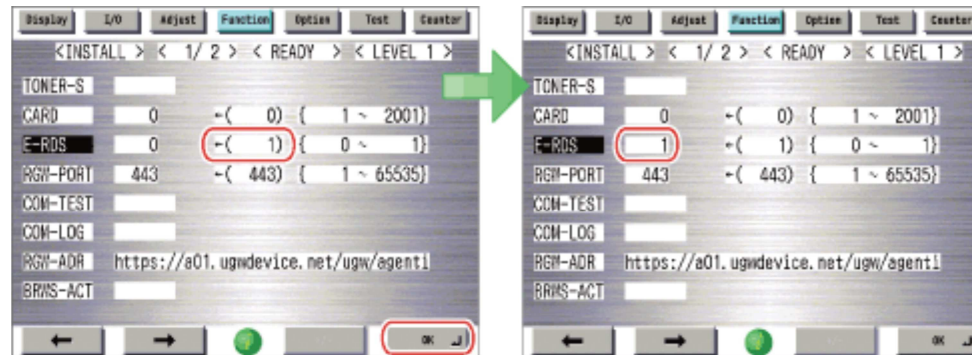 Display I/O Adjust Function Option Test Counter
<INSTALL > < 1/ 2 > < READY > < LEVEL 1 >
TONER-S
CARD 0 ←( 0) { 1 ~ 2001}
E-RDS 0 ←( 1) { 0 ~ 1}
RGW-PORT 443 ←( 443) { 1 ~ 65535}
COM-TEST
COM-LOG
RGW-ADR https://a01.ugwdevice.net/ugw/agenti
BRWS-ACT
← → +/- OK
Display I/O Adjust Function Option Test Counter
<INSTALL > < 1/ 2 > < READY > < LEVEL 1 >
TONER-S
CARD 0 ←( 0) { 1 ~ 2001}
E-RDS 1 ←( 1) { 0 ~ 1}
RGW-PORT 443 ←( 443) { 1 ~ 65535}
COM-TEST
COM-LOG
RGW-ADR https://a01.ugwdevice.net/ugw/agenti
BRWS-ACT
← → +/- OK